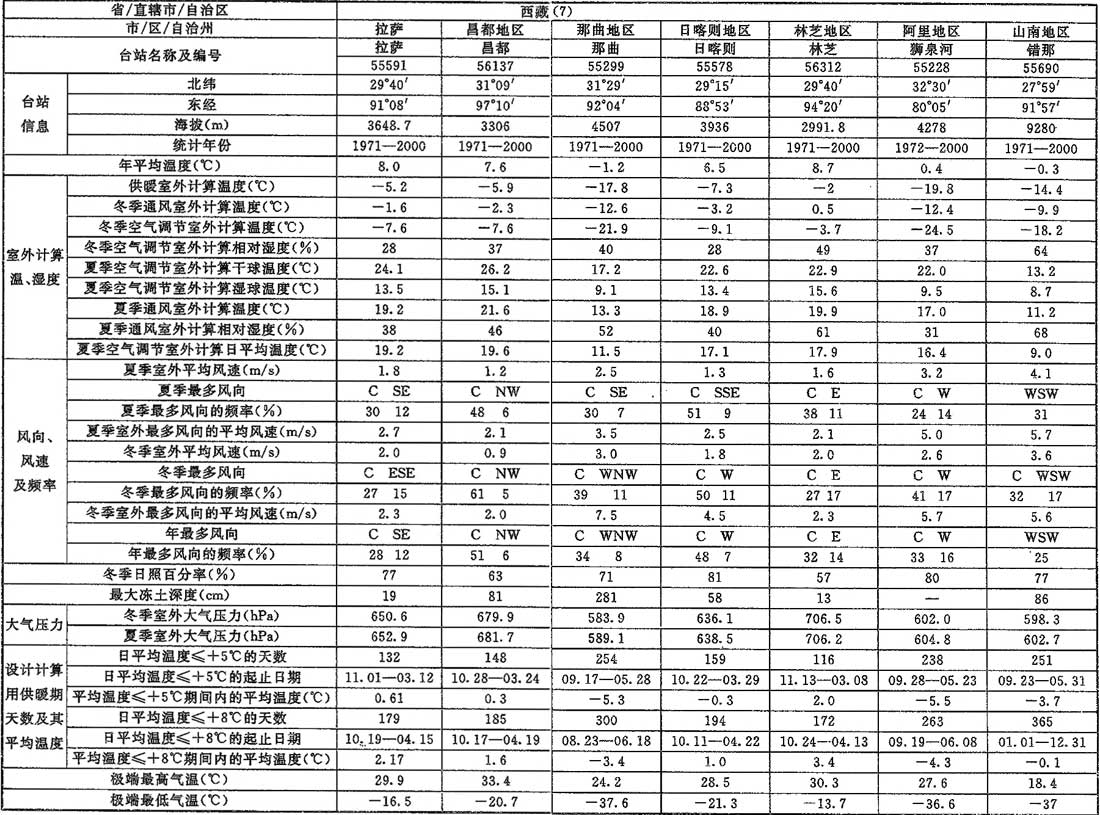 省/直辖市/自治区 西藏(7)
市/区/自治州 拉萨 昌都地区 那曲地区 日喀则地区 林芝地区 阿里地区 山南地区
台站名称及编号 拉萨 昌都 那曲 日喀则 林芝 狮泉河 错那
55591 56137 55299 55578 56312 55228 55690
台站信息 北纬 29°40′ 31°09′ 31°29′ 29°15′ 29°40′ 32°30′ 27°59′
东经 91°08′ 97°10′ 92°04′ 88°53′ 94°20′ 80°05′ 91°57′
海拔(m) 3648.7 3306 4507 3936 2991.8 4278 9280
统计年份 1971—2000 1971—2000 1971—2000 1971—2000 1971—2000 1972—2000 1971—2000
年平均温度(℃) 8.0 7.6 −1.2 6.5 8.7 0.4 −0.3
室外计算温、湿度 供暖室外计算温度(℃) −5.2 −5.9 −17.8 −7.3 −2 −19.8 −14.4
冬季通风室外计算温度(℃) −1.6 −2.3 −12.6 −3.2 0.5 −12.4 −9.9
冬季空气调节室外计算温度(℃) −7.6 −7.6 −21.9 −9.1 −3.7 −24.5 −18.2
冬季空气调节室外计算相对湿度(%) 28 37 40 28 49 37 64
夏季空气调节室外计算干球温度(℃) 24.1 26.2 17.2 22.6 22.9 22.0 13.2
夏季空气调节室外计算湿球温度(℃) 13.5 15.1 9.1 13.4 15.6 9.5 8.7
夏季通风室外计算温度(℃) 19.2 21.6 13.3 18.9 19.9 17.0 11.2
夏季通风室外计算相对湿度(%) 38 46 52 40 61 31 68
夏季空气调节室外计算日平均温度(℃) 19.2 19.6 11.5 17.1 17.9 16.4 9.0
风向、风速及频率 夏季室外平均风速(m/s) 1.8 1.2 2.5 1.3 1.6 3.2 4.1
夏季最多风向 C SE C NW C SE C SSE C E C W WSW
夏季最多风向的频率(%) 30 12 48 6 30 7 51 9 38 11 24 14 31
夏季室外最多风向的平均风速(m/s) 2.7 2.1 3.5 2.5 2.1 5.0 5.7
冬季室外平均风速(m/s) 2.0 0.9 3.0 1.8 2.0 2.6 3.6
冬季最多风向 C ESE C NW C WNW C W C E C W C WSW
冬季最多风向的频率(%) 27 15 61 5 39 11 50 11 27 17 41 17 32 17
冬季室外最多风向的平均风速(m/s) 2.3 2.0 7.5 4.5 2.3 5.7 5.6
年最多风向 C SE C NW C WNW C W C E C W WSW
年最多风向的频率(%) 28 12 51 6 34 8 48 7 32 14 33 16 25
冬季日照百分率(%) 77 63 71 81 57 80 77
最大冻土深度(cm) 19 81 281 58 13 — 86
大气压力 冬季室外大气压力(hPa) 650.6 679.9 583.9 636.1 706.5 602.0 598.3
夏季室外大气压力(hPa) 652.9 681.7 589.1 638.5 706.2 604.8 602.7
设计计算用供暖期天数及其平均温度 日平均温度≤+5℃的天数 132 148 254 159 116 238 251
日平均温度≤+5℃的起止日期 11.01—03.12 10.28—03.24 09.17—05.28 10.22—03.29 11.13—03.08 09.28—05.23 09.23—05.31
平均温度≤+5℃期间内的平均温度(℃) 0.61 0.3 −5.3 −0.3 2.0 −5.5 −3.7
日平均温度≤+8℃的天数 179 185 300 194 172 263 365
日平均温度≤+8℃的起止日期 10.19—04.15 10.17—04.19 08.23—06.18 10.11—04.22 10.24—04.13 09.19—06.08 01.01—12.31
平均温度≤+8℃期间内的平均温度(℃) 2.17 1.6 −3.4 1.0 3.4 −4.3 −0.1
极端最高气温(℃) 29.9 33.4 24.2 28.5 30.3 27.6 18.4
极端最低气温(℃) −16.5 −20.7 −37.6 −21.3 −13.7 −36.6 −37